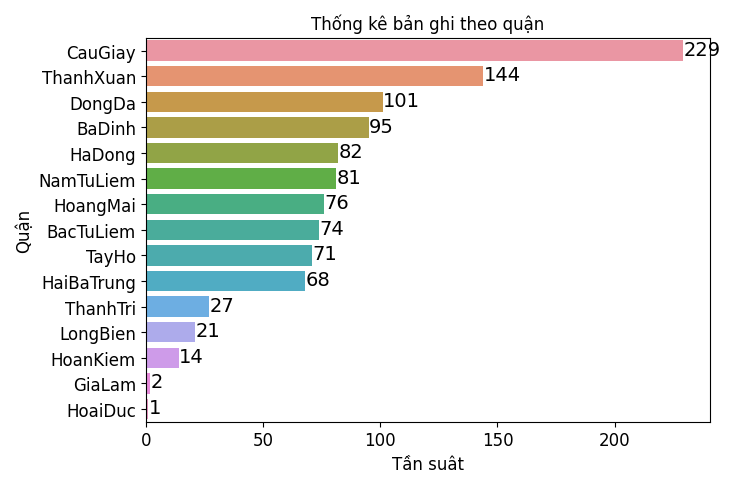 Thống kê bản ghi theo quận
CauGiay 229
ThanhXuan 144
DongDa 101
BaDinh 95
HaDong 82
NamTuLiem 81
HoangMai 76
BacTuLiem 74
TayHo 71
HaiBaTrung 68
ThanhTri 27
LongBien 21
HoanKiem 14
GiaLam 2
HoaiDuc 1
Quận
0 50 100 150 200
Tần suât